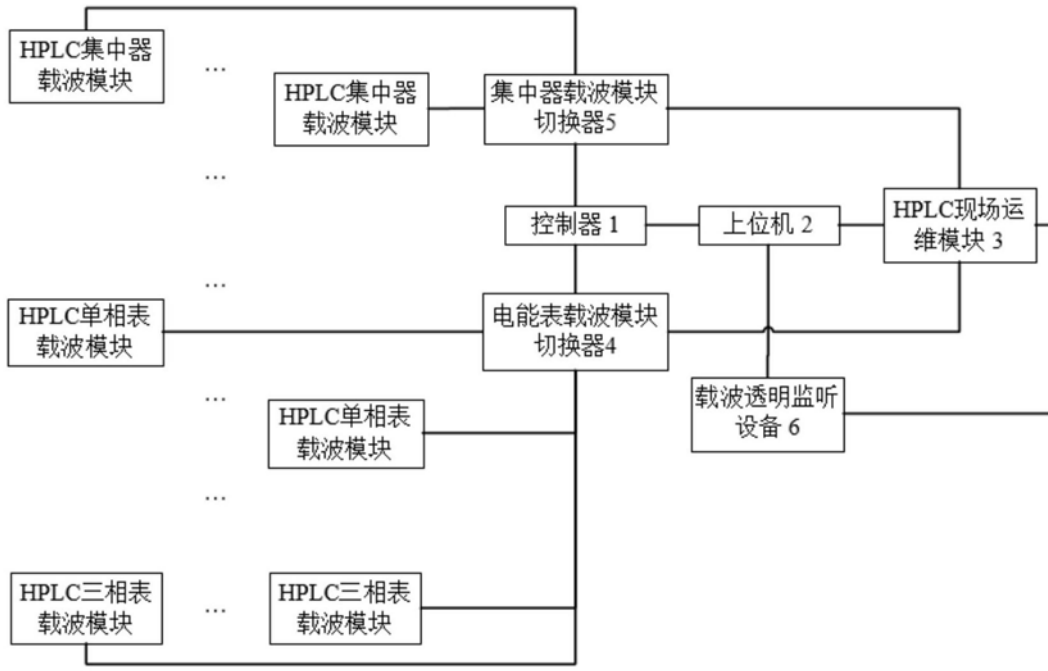 HPLC集中器
载波模块
…
HPLC集中器
载波模块
集中器载波模块
切换器5
…
控制器 1
上位机 2
HPLC现场运
维模块 3
…
HPLC单相表
载波模块
电能表载波模块
切换器4
…
载波透明监听
设备 6
HPLC单相表
载波模块
…
HPLC三相表
载波模块
…
HPLC三相表
载波模块